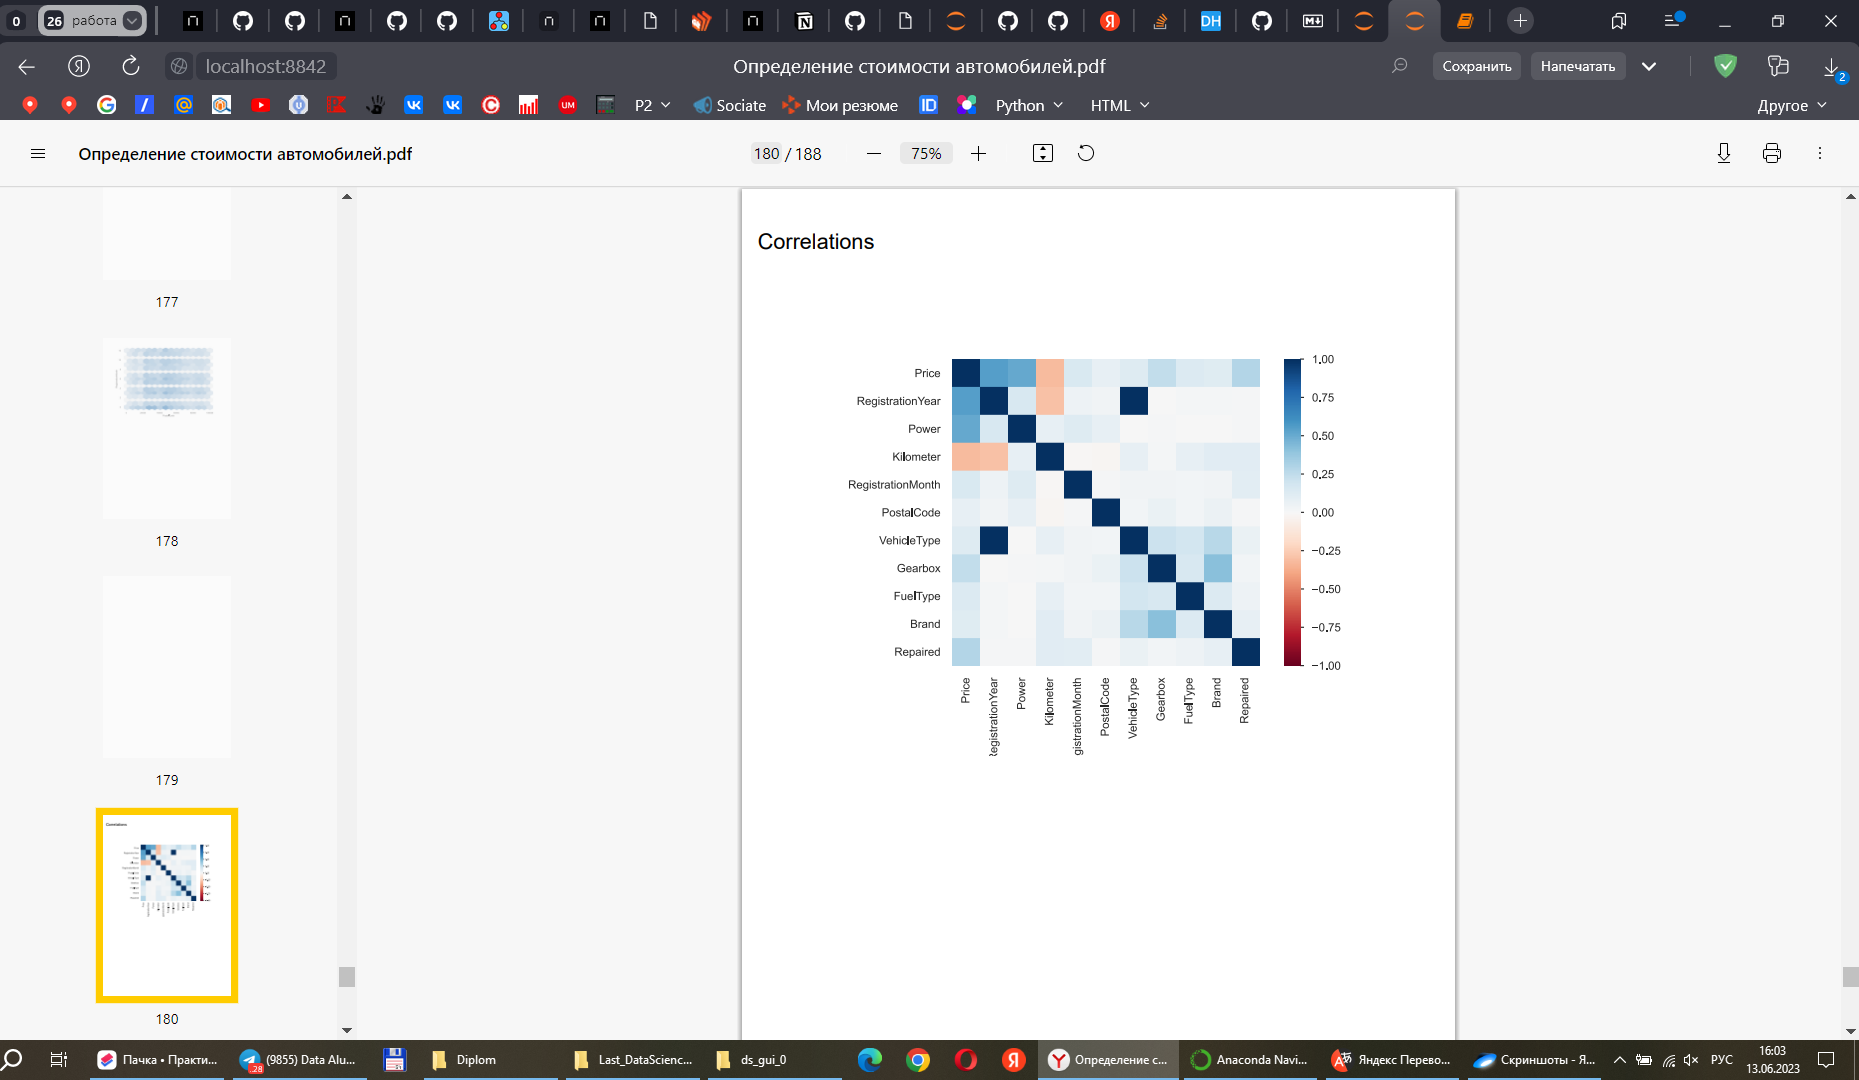 0
26 работа
localhost:8842
Определение стоимости автомобилей.pdf
Сохранить
Напечатать
2
P2
Sociate
Мои резюме
ID
Python
HTML
Другое
Определение стоимости автомобилей.pdf
180 / 188
75%
177
178
179
180
Correlations
Price
RegistrationYear
Power
Kilometer
RegistrationMonth
PostalCode
VehicleType
Gearbox
FuelType
Brand
Repaired
1.00
0.75
0.50
0.25
0.00
−0.25
−0.50
−0.75
−1.00
Price
RegistrationYear
Power
Kilometer
gistrationMonth
PostalCode
VehicleType
Gearbox
FuelType
Brand
Repaired
Пачка • Практи...
(9855) Data Alu...
Diplom
Last_DataScienc...
ds_gui_0
Определение с...
Anaconda Navi...
Яндекс Перево...
Скриншоты - Я...
РУС
16:03
13.06.2023